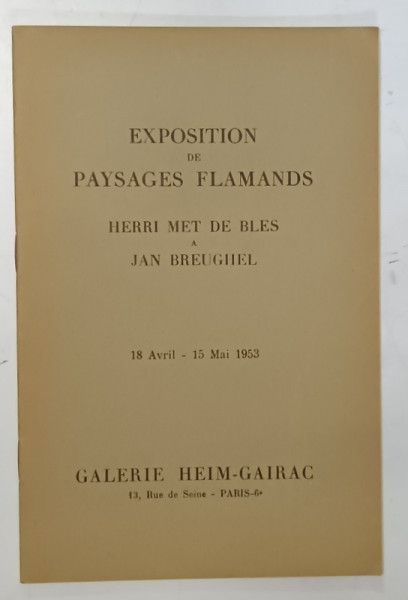 EXPOSITION
DE
PAYSAGES FLAMANDS
HERRI MET DE BLES
A
JAN BREUGHEL
18 Avril - 15 Mai 1953
GALERIE HEIM-GAIRAC
13, Rue de Seine - PARIS-6e